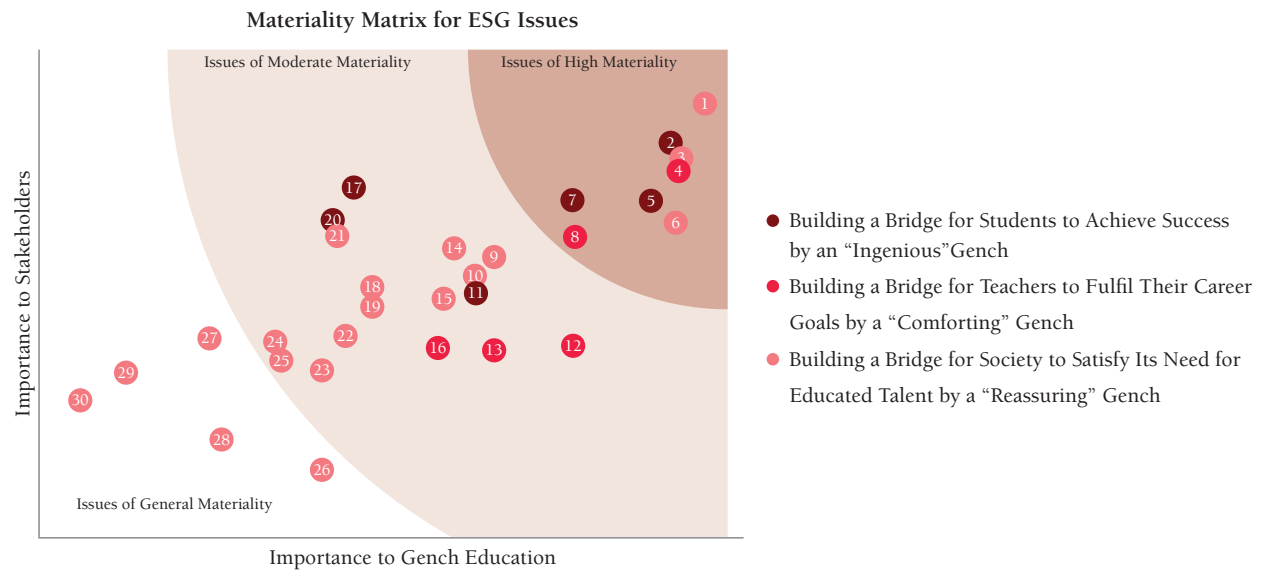 Materiality Matrix for ESG Issues
Issues of Moderate Materiality
Issues of High Materiality
1
2
3
4
17
7
5
20
21
6
8
14
9
10
18
15
11
19
22
27
24
16
13
12
25
23
29
30
28
26
Issues of General Materiality
Importance to Stakeholders
Importance to Gench Education
Building a Bridge for Students to Achieve Success
by an “Ingenious”Gench
Building a Bridge for Teachers to Fulfil Their Career
Goals by a “Comforting” Gench
Building a Bridge for Society to Satisfy Its Need for
Educated Talent by a “Reassuring” Gench